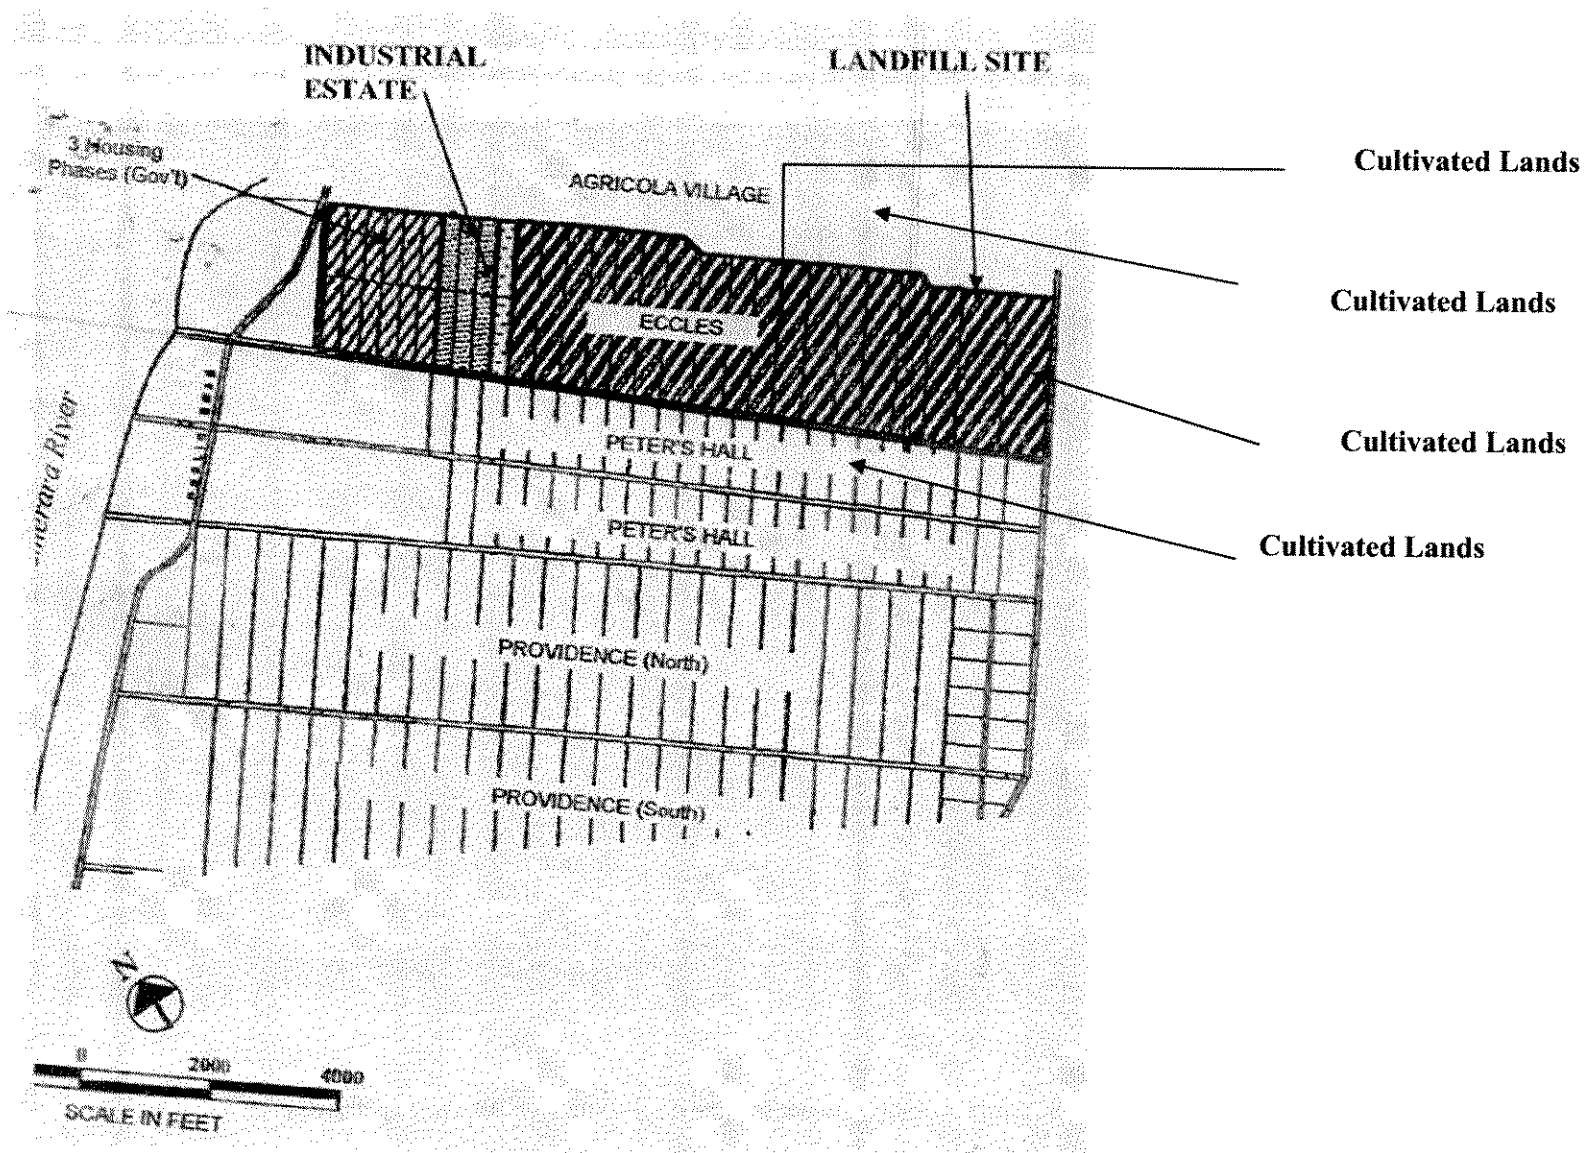 INDUSTRIAL
ESTATE
LANDFILL SITE
3 Housing
Phases (Gov't)
AGRICOLA VILLAGE
Cultivated Lands
Cultivated Lands
ECCLES
Cultivated Lands
PETER'S HALL
Cultivated Lands
PETER'S HALL
River
PROVIDENCE (North)
PROVIDENCE (South)
N
0 2000 4000
SCALE IN FEET